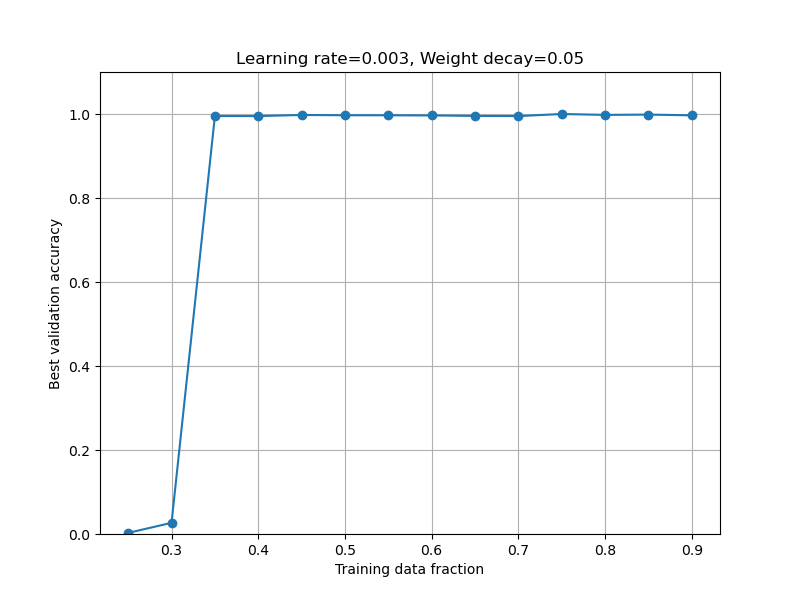 Learning rate=0.003, Weight decay=0.05
Best validation accuracy
1.0
0.8
0.6
0.4
0.2
0.0
0.3 0.4 0.5 0.6 0.7 0.8 0.9
Training data fraction